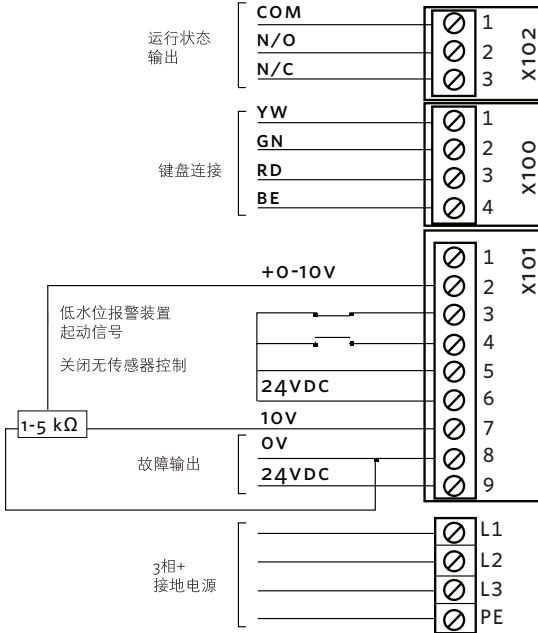 运行状态
输出
COM
N/O
N/C
1
2
3
X102
键盘连接
YW
GN
RD
BE
1
2
3
4
X100
+0-10V
低水位报警装置
起动信号
关闭无传感器控制
24VDC
1-5 kΩ
10V
0V
故障输出
24VDC
1
2
3
4
5
6
7
8
9
X101
3相+
接地电源
L1
L2
L3
PE